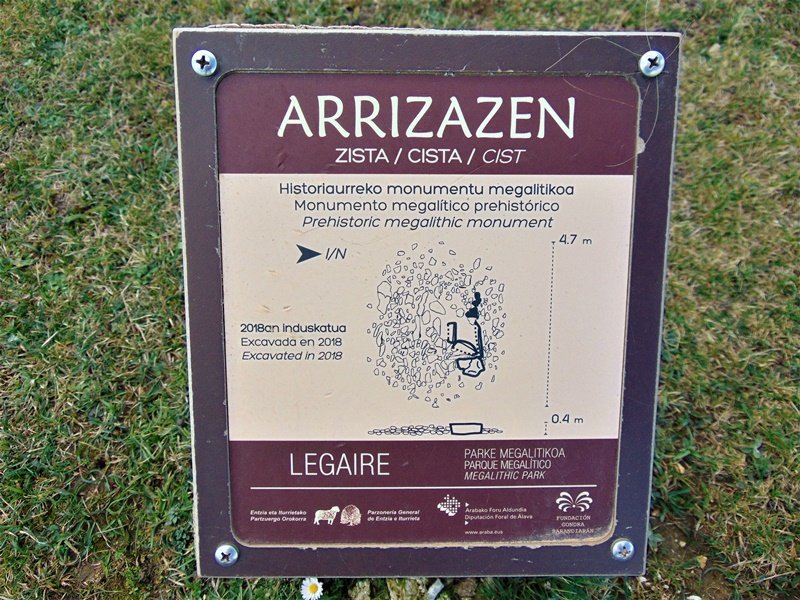 ARRIZAZEN
ZISTA / CISTA / CIST
Historiaurreko monumentu megalitikoa
Monumento megalítico prehistórico
Prehistoric megalithic monument
I/N
4.7 m
2018an induskatua
Excavada en 2018
Excavated in 2018
0.4 m
LEGAIRE
PARKE MEGALITIKOA
PARQUE MEGALÍTICO
MEGALITHIC PARK
Entzia eta Iturrietako
Partzuergo Orokorra
Parzonería General
de Entzia e Iturrieta
Arabako Foru Aldundia
Diputación Foral de Álava
www.araba.eus
FUNDACIÓN
GONDRA
BARANDIARÁN